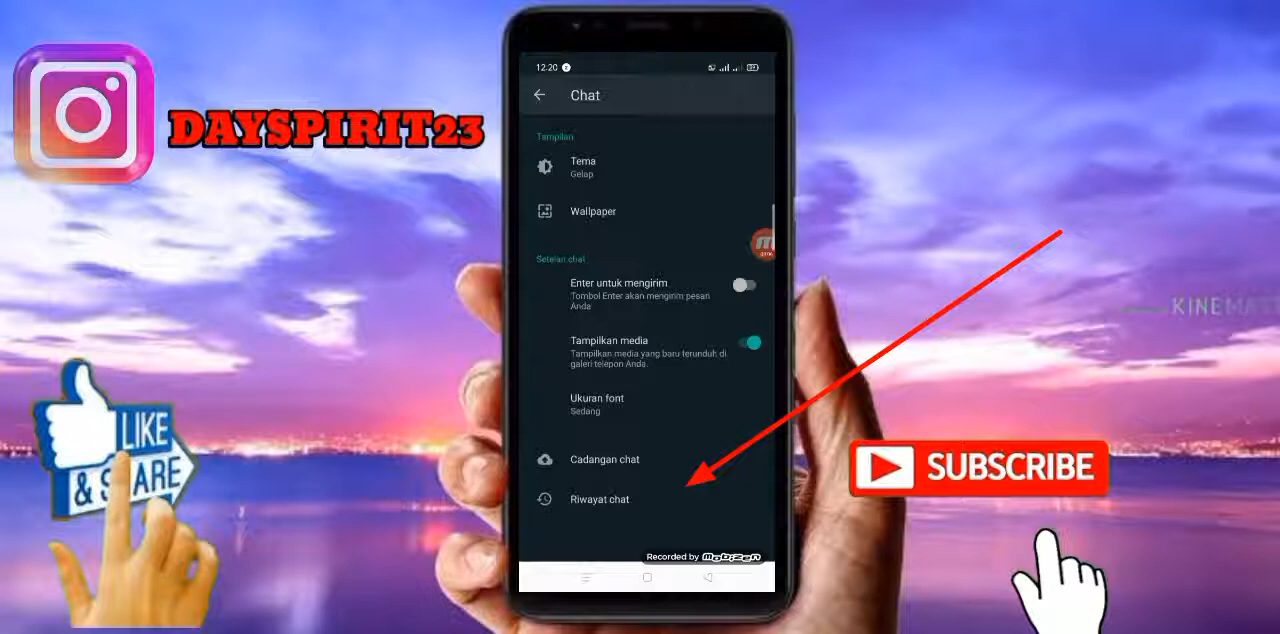 DAYSPIRIT23
12.20
Chat
Tampilan
Tema
Gelap
Wallpaper
Setelan chat
Enter untuk mengirim
Tombol Enter akan mengirim pesan
Anda
Tampilkan media
Tampilkan media yang baru terunduh di
galeri telepon Anda.
Ukuran font
Sedang
Cadangan chat
Riwayat chat
Recorded by mobizen
LIKE
& SHARE
SUBSCRIBE
KINEMA